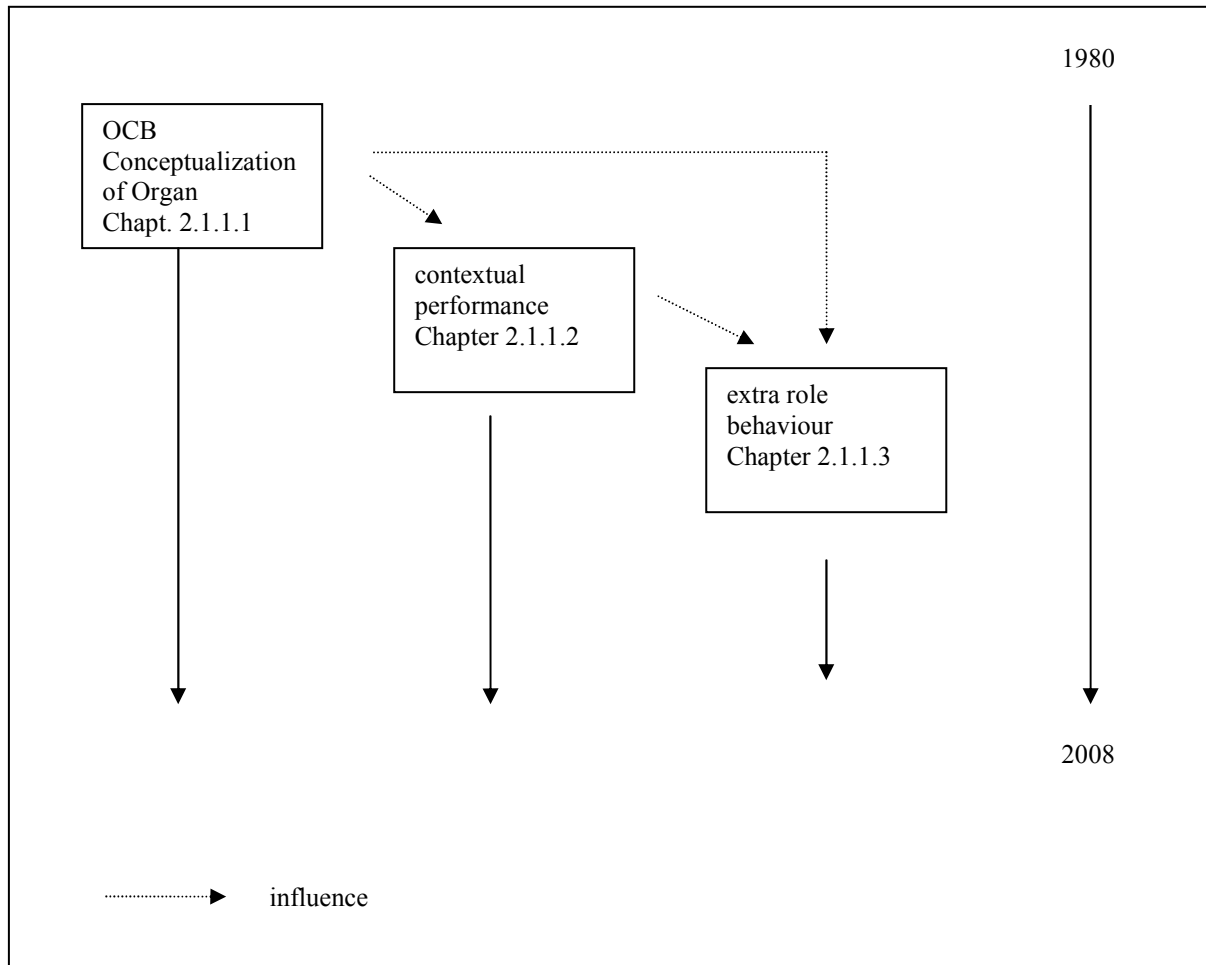 1980
OCB
Conceptualization
of Organ
Chapt. 2.1.1.1
contextual
performance
Chapter 2.1.1.2
extra role
behaviour
Chapter 2.1.1.3
2008
influence